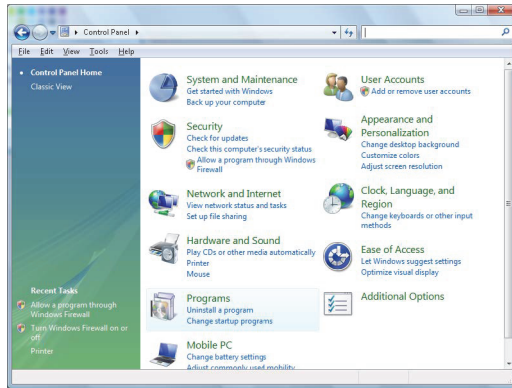 Control Panel
File Edit View Tools Help
Control Panel Home
Classic View
System and Maintenance
Get started with Windows
Back up your computer
Security
Check for updates
Check this computer's security status
Allow a program through Windows
Firewall
Network and Internet
View network status and tasks
Set up file sharing
Hardware and Sound
Play CDs or other media automatically
Printer
Mouse
Programs
Uninstall a program
Change startup programs
Mobile PC
Change battery settings
Adjust commonly used mobility
User Accounts
Add or remove user accounts
Appearance and
Personalization
Change desktop background
Customize colors
Adjust screen resolution
Clock, Language, and
Region
Change keyboards or other input
methods
Ease of Access
Let Windows suggest settings
Optimize visual display
Additional Options
Recent Tasks
Allow a program through
Windows Firewall
Turn Windows Firewall on or
off
Printer